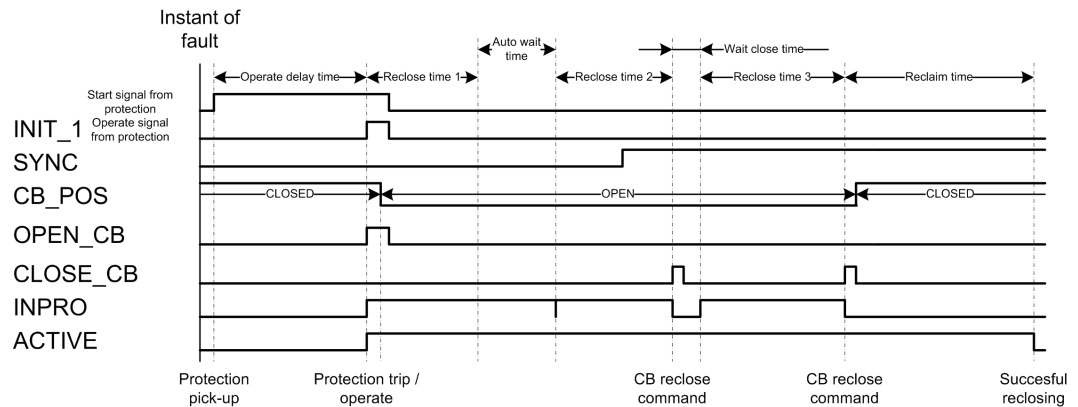 Instant of
fault
Auto wait
time
Wait close time
Operate delay time
Reclose time 1
Reclose time 2
Reclose time 3
Reclaim time
Start signal from
protection
INIT_1
Operate signal
from protection
SYNC
CB_POS
CLOSED
OPEN
CLOSED
OPEN_CB
CLOSE_CB
INPRO
ACTIVE
Protection
pick-up
Protection trip /
operate
CB reclose
command
CB reclose
command
Succesful
reclosing